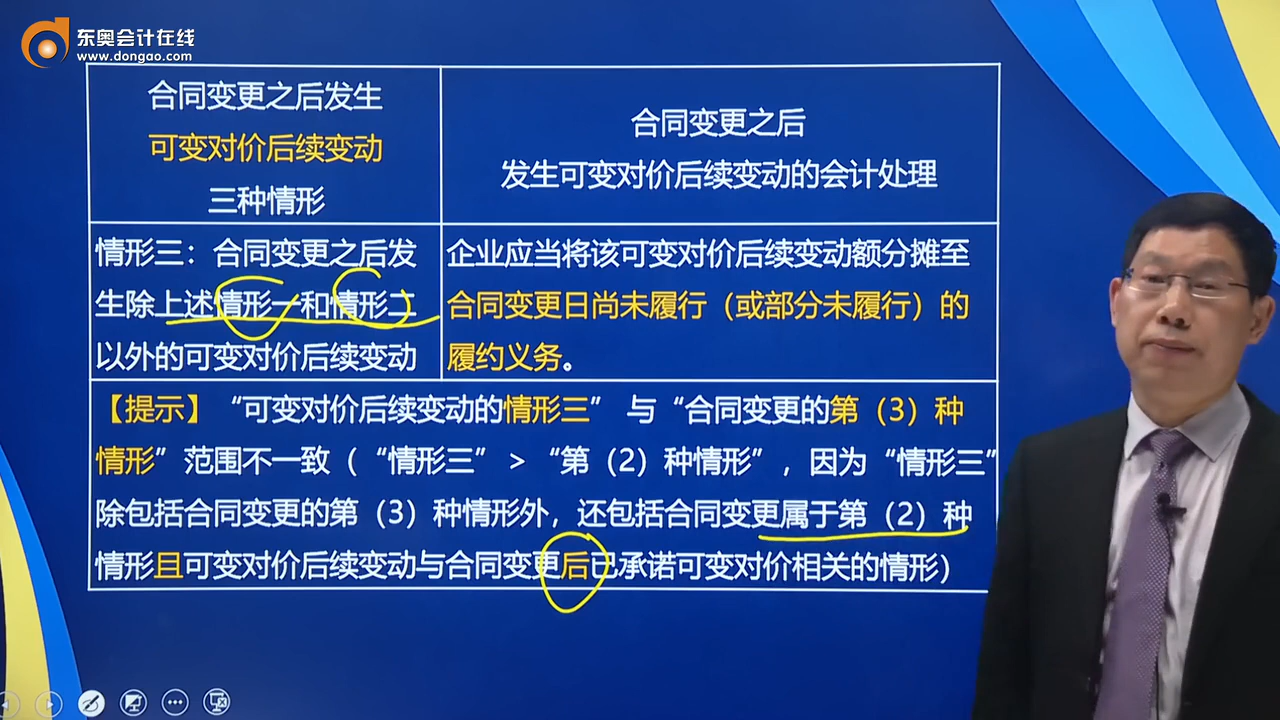 东奥会计在线
www.dongao.com
合同变更之后发生
可变对价后续变动
三种情形
合同变更之后
发生可变对价后续变动的会计处理
情形三：合同变更之后发
生除上述情形一和情形二
以外的可变对价后续变动
企业应当将该可变对价后续变动额分摊至
合同变更日尚未履行（或部分未履行）的
履约义务。
【提示】“可变对价后续变动的情形三” 与“合同变更的第（3）种
情形”范围不一致（“情形三”>“第（2）种情形”，因为“情形三”
除包括合同变更的第（3）种情形外，还包括合同变更属于第（2）种
情形且可变对价后续变动与合同变更后已承诺可变对价相关的情形）